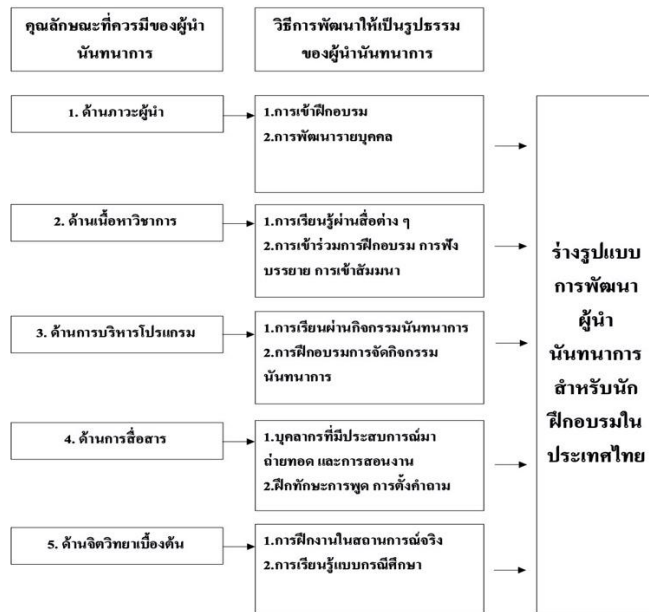 คุณลักษณะที่ควรมีของผู้นำ
นันทนาการ
วิธีการพัฒนาให้เป็นรูปธรรม
ของผู้นำนันทนาการ
1. ด้านภาวะผู้นำ
1.การเข้าฝึกอบรม
2.การพัฒนารายบุคคล
2. ด้านเนื้อหาวิชาการ
1.การเรียนรู้ผ่านสื่อต่าง ๆ
2.การเข้าร่วมการฝึกอบรม การฟัง
บรรยาย การเข้าสัมมนา
3. ด้านการบริหารโปรแกรม
1.การเรียนผ่านกิจกรรมนันทนาการ
2.การฝึกอบรมการจัดกิจกรรม
นันทนาการ
4. ด้านการสื่อสาร
1.บุคลากรที่มีประสบการณ์มา
ถ่ายทอด และการสอนงาน
2.ฝึกทักษะการพูด การตั้งคำถาม
5. ด้านจิตวิทยาเบื้องต้น
1.การฝึกงานในสถานการณ์จริง
2.การเรียนรู้แบบกรณีศึกษา
ร่างรูปแบบ
การพัฒนา
ผู้นำ
นันทนาการ
สำหรับนัก
ฝึกอบรมใน
ประเทศไทย